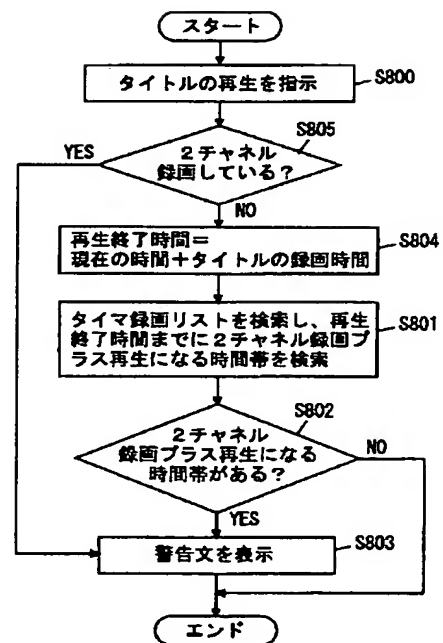 スタート
タイトルの再生を指示
S800
S805
YES
2チャネル
録画している?
NO
再生終了時間=
現在の時間+タイトルの録画時間
S804
タイマ録画リストを検索し、再生
終了時間までに2チャネル録画プ
ラス再生になる時間帯を検索
S801
S802
2チャネル
録画プラス再生になる
時間帯がある?
NO
YES
警告文を表示
S803
エンド